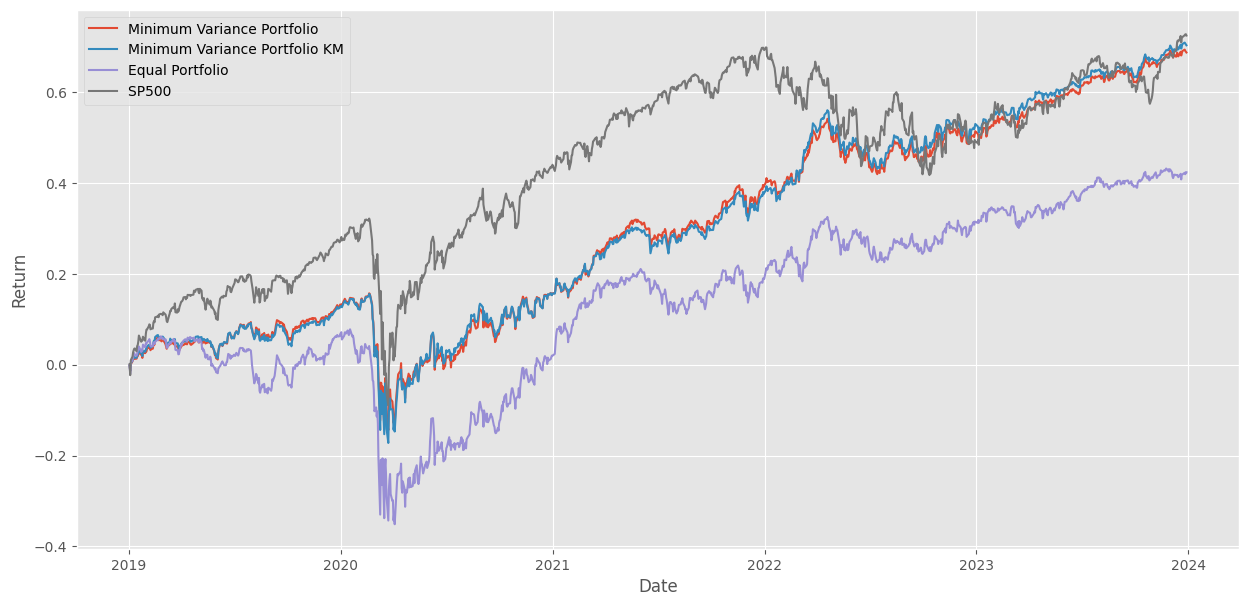 Minimum Variance Portfolio
Minimum Variance Portfolio KM
Equal Portfolio
SP500
Return
0.6
0.4
0.2
0.0
−0.2
−0.4
2019 2020 2021 2022 2023 2024
Date